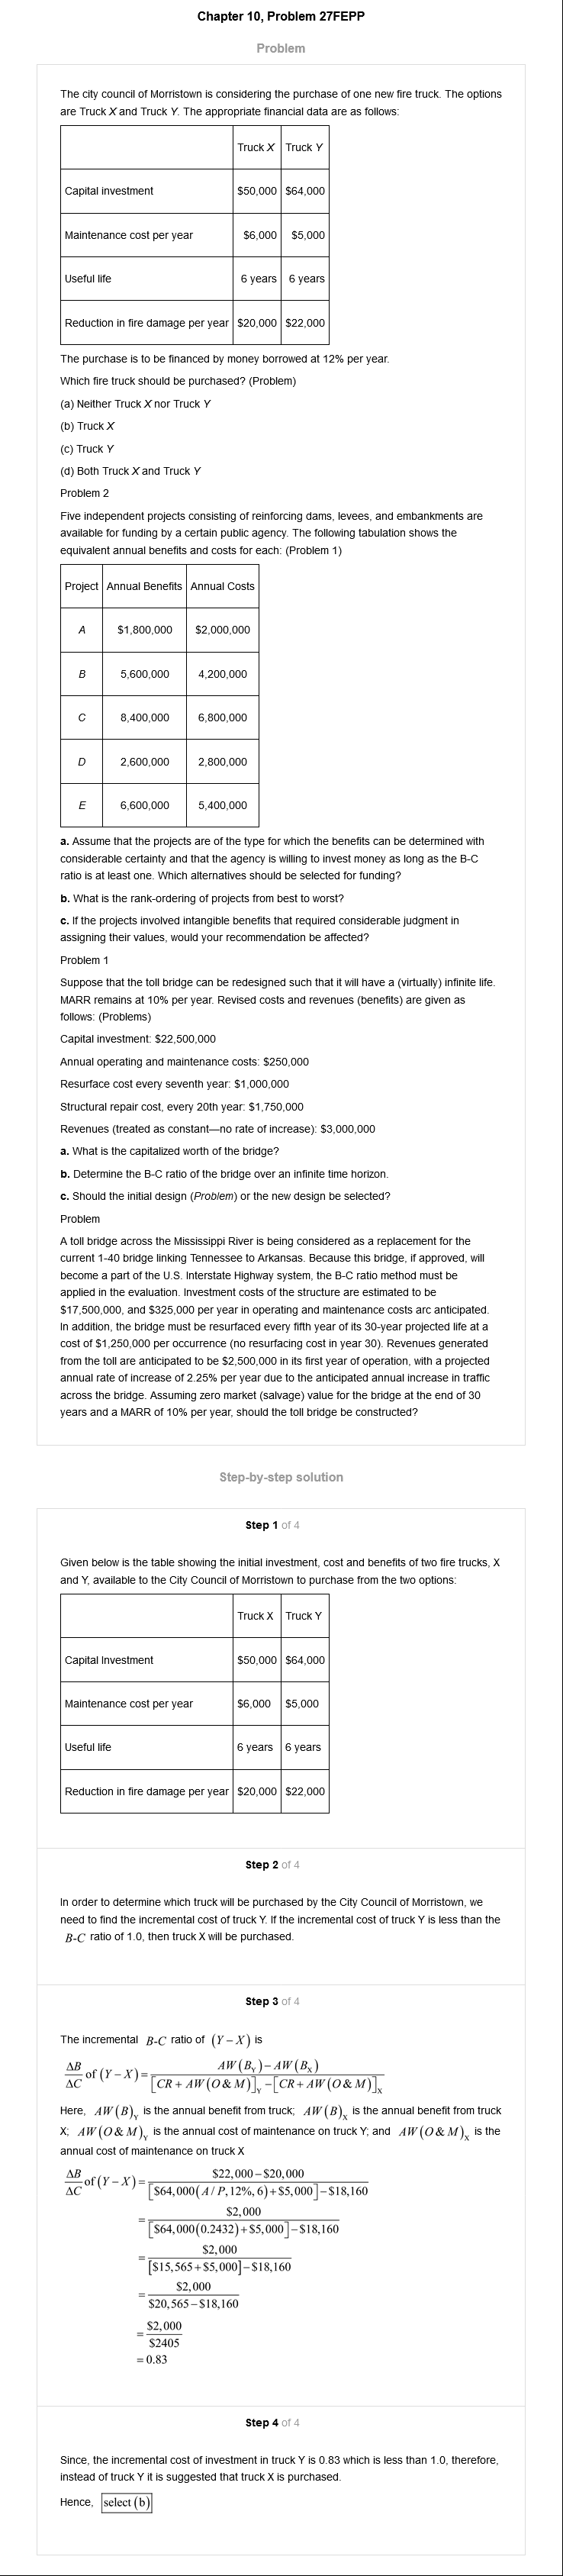 Chapter 10, Problem 27FEPP
Problem
The city council of Morristown is considering the purchase of one new fire truck. The options
are Truck X and Truck Y. The appropriate financial data are as follows:
Truck X Truck Y
Capital investment $50,000 $64,000
Maintenance cost per year $6,000 $5,000
Useful life 6 years 6 years
Reduction in fire damage per year $20,000 $22,000
The purchase is to be financed by money borrowed at 12% per year.
Which fire truck should be purchased? (Problem)
(a) Neither Truck X nor Truck Y
(b) Truck X
(c) Truck Y
(d) Both Truck X and Truck Y
Problem 2
Five independent projects consisting of reinforcing dams, levees, and embankments are
available for funding by a certain public agency. The following tabulation shows the
equivalent annual benefits and costs for each: (Problem 1)
Project Annual Benefits Annual Costs
A $1,800,000 $2,000,000
B 5,600,000 4,200,000
C 8,400,000 6,800,000
D 2,600,000 2,800,000
E 6,600,000 5,400,000
a. Assume that the projects are of the type for which the benefits can be determined with
considerable certainty and that the agency is willing to invest money as long as the B-C
ratio is at least one. Which alternatives should be selected for funding?
b. What is the rank-ordering of projects from best to worst?
c. If the projects involved intangible benefits that required considerable judgment in
assigning their values, would your recommendation be affected?
Problem 1
Suppose that the toll bridge can be redesigned such that it will have a (virtually) infinite life.
MARR remains at 10% per year. Revised costs and revenues (benefits) are given as
follows: (Problems)
Capital investment: $22,500,000
Annual operating and maintenance costs: $250,000
Resurface cost every seventh year: $1,000,000
Structural repair cost, every 20th year: $1,750,000
Revenues (treated as constant—no rate of increase): $3,000,000
a. What is the capitalized worth of the bridge?
b. Determine the B-C ratio of the bridge over an infinite time horizon.
c. Should the initial design (Problem) or the new design be selected?
Problem
A toll bridge across the Mississippi River is being considered as a replacement for the
current 1-40 bridge linking Tennessee to Arkansas. Because this bridge, if approved, will
become a part of the U.S. Interstate Highway system, the B-C ratio method must be
applied in the evaluation. Investment costs of the structure are estimated to be
$17,500,000, and $325,000 per year in operating and maintenance costs arc anticipated.
In addition, the bridge must be resurfaced every fifth year of its 30-year projected life at a
cost of $1,250,000 per occurrence (no resurfacing cost in year 30). Revenues generated
from the toll are anticipated to be $2,500,000 in its first year of operation, with a projected
annual rate of increase of 2.25% per year due to the anticipated annual increase in traffic
across the bridge. Assuming zero market (salvage) value for the bridge at the end of 30
years and a MARR of 10% per year, should the toll bridge be constructed?
Step-by-step solution
Step 1 of 4
Given below is the table showing the initial investment, cost and benefits of two fire trucks, X
and Y, available to the City Council of Morristown to purchase from the two options:
Truck X Truck Y
Capital Investment $50,000 $64,000
Maintenance cost per year $6,000 $5,000
Useful life 6 years 6 years
Reduction in fire damage per year $20,000 $22,000
Step 2 of 4
In order to determine which truck will be purchased by the City Council of Morristown, we
need to find the incremental cost of truck Y. If the incremental cost of truck Y is less than the
B-C ratio of 1.0, then truck X will be purchased.
Step 3 of 4
The incremental B-C ratio of (Y – X) is
ΔB/ΔC of (Y – X) = AW(B_Y) – AW(B_X) / [CR + AW(O & M)]_Y – [CR + AW(O & M)]_X
Here, AW(B)_Y is the annual benefit from truck; AW(B)_X is the annual benefit from truck
X; AW(O & M)_Y is the annual cost of maintenance on truck Y; and AW(O & M)_X is the
annual cost of maintenance on truck X
ΔB/ΔC of (Y – X) = $22,000 – $20,000 / [$64,000(A / P,12%,6) + $5,000] – $18,160
= $2,000 / [$64,000(0.2432) + $5,000] – $18,160
= $2,000 / [$15,565 + $5,000] – $18,160
= $2,000 / $20,565 – $18,160
= $2,000 / $2405
= 0.83
Step 4 of 4
Since, the incremental cost of investment in truck Y is 0.83 which is less than 1.0, therefore,
instead of truck Y it is suggested that truck X is purchased.
Hence, select (b)